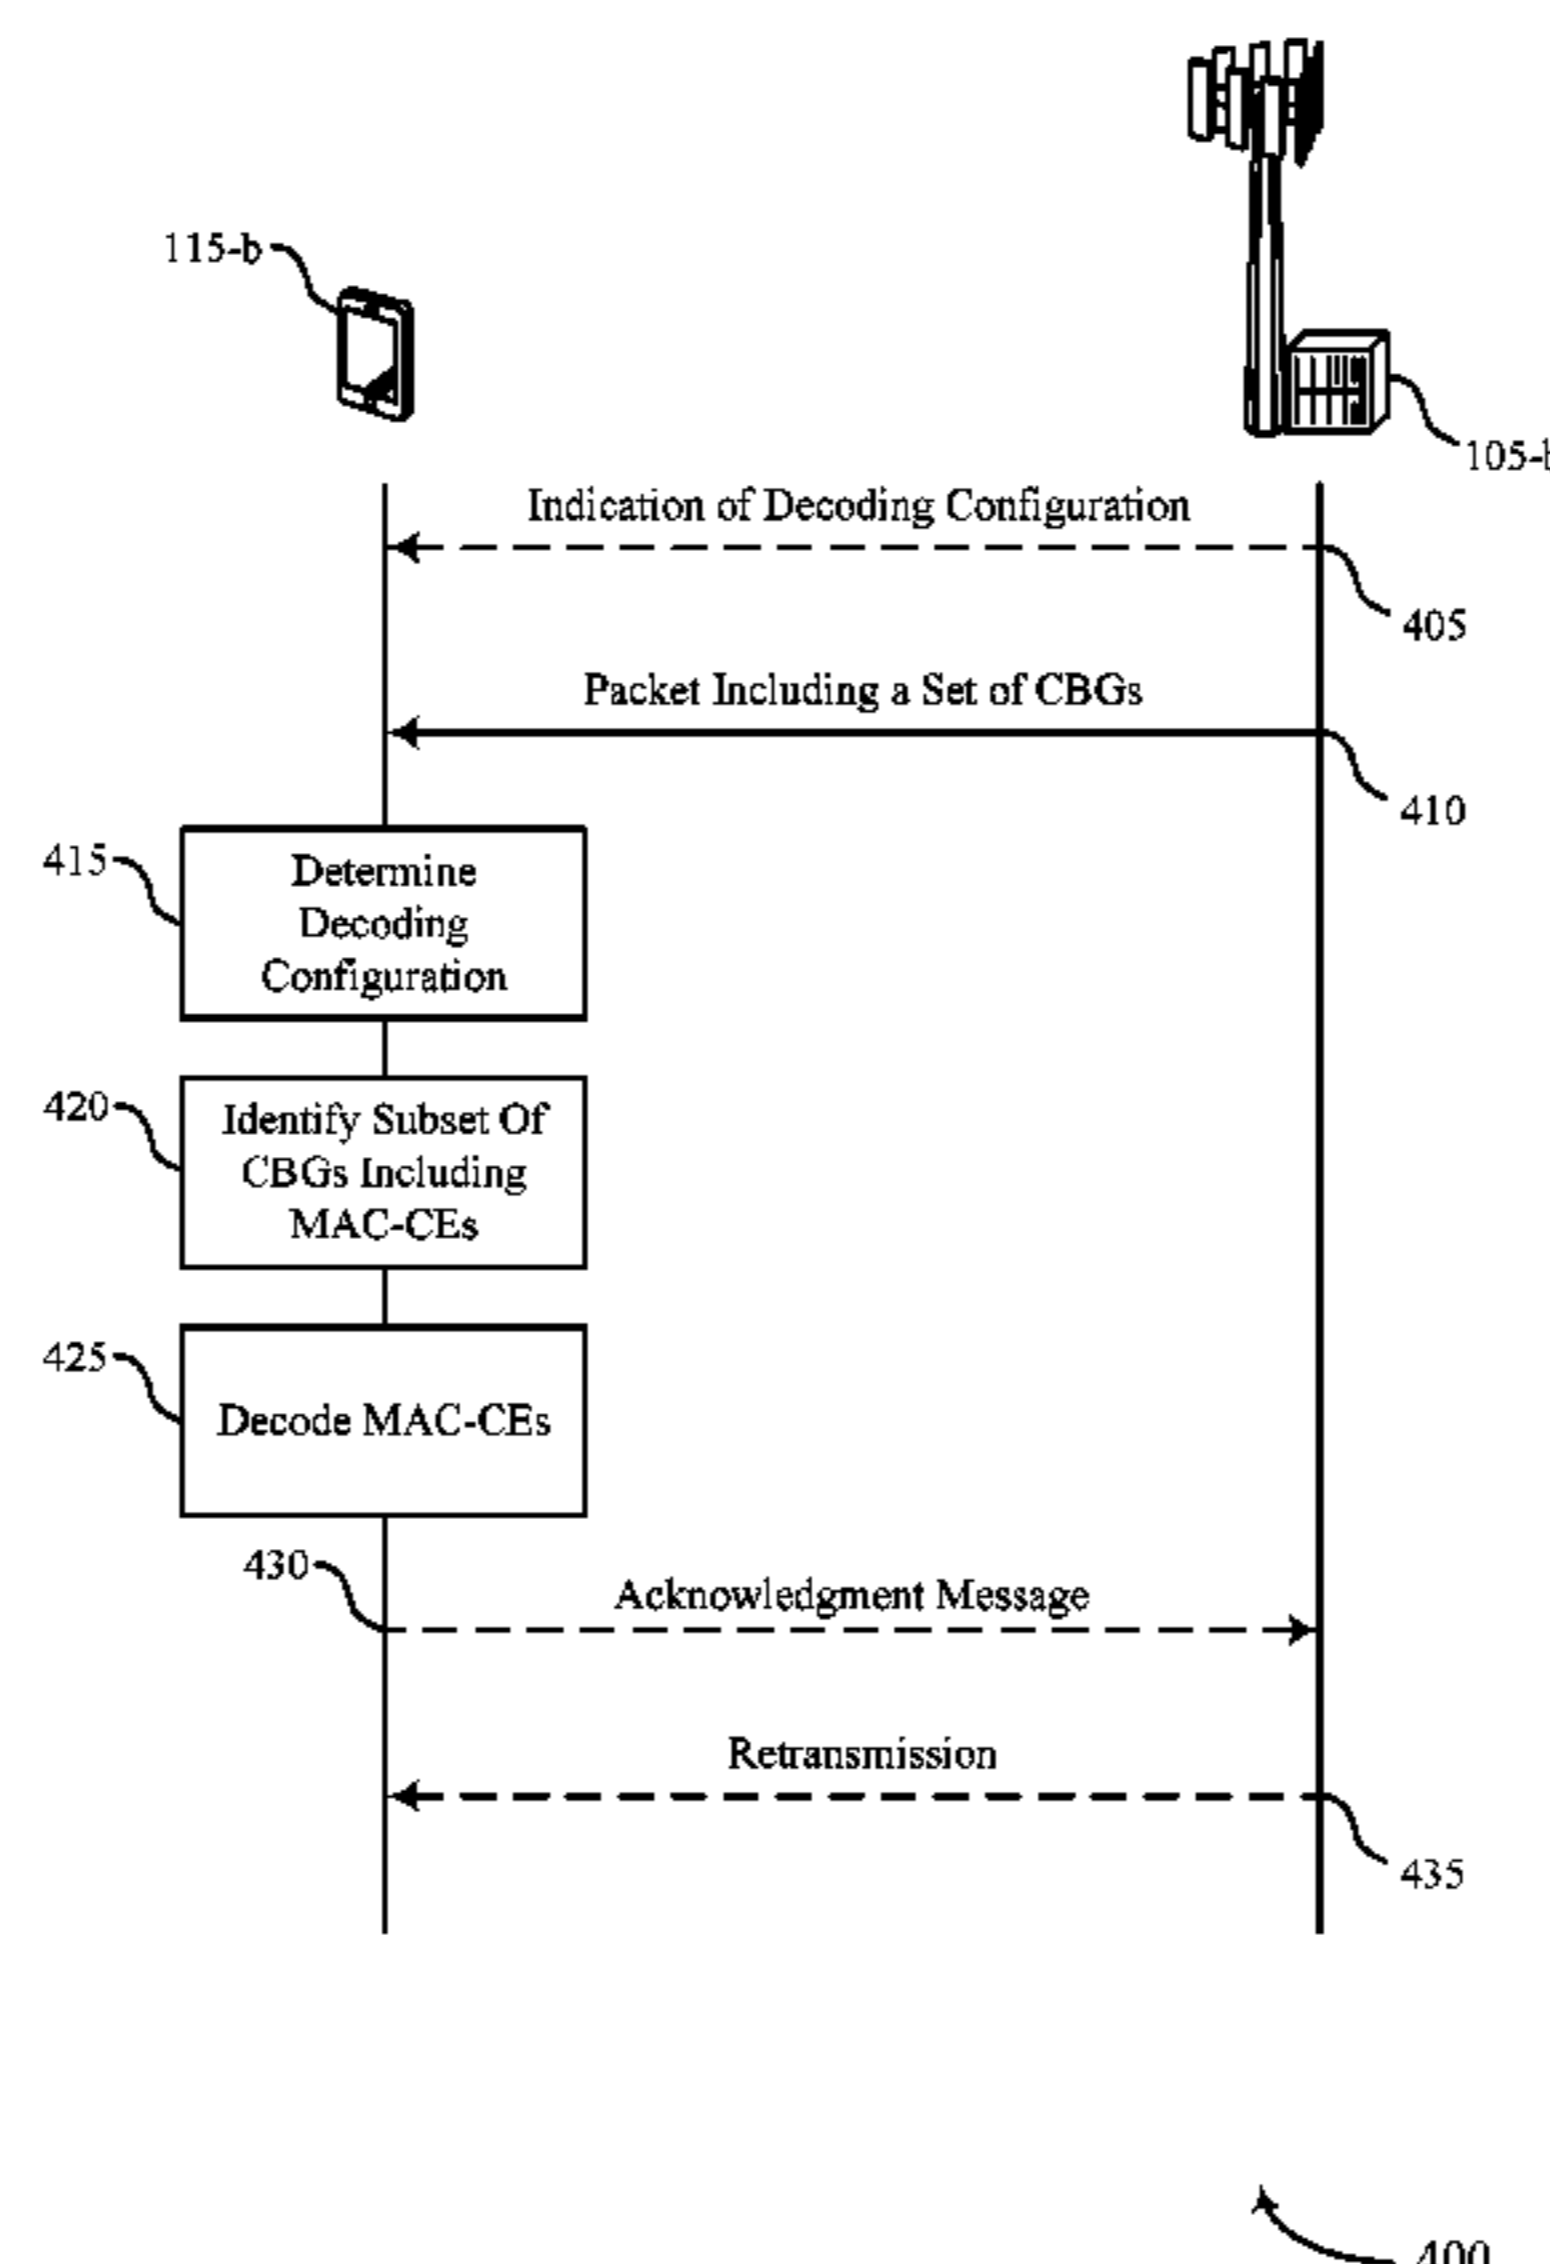 115-b
105-b
Indication of Decoding Configuration
405
Packet Including a Set of CBGs
410
415
Determine
Decoding
Configuration
420
Identify Subset Of
CBGs Including
MAC-CEs
425
Decode MAC-CEs
430
Acknowledgment Message
Retransmission
435
400